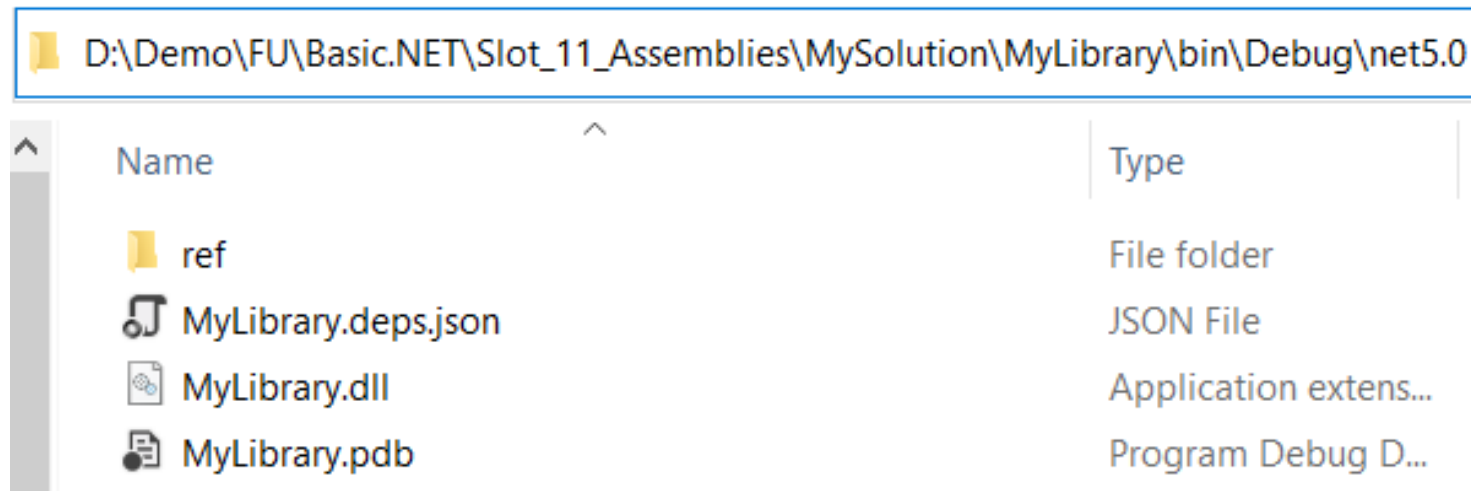 D:\Demo\FU\Basic.NET\Slot_11_Assemblies\MySolution\MyLibrary\bin\Debug\net5.0
Name Type
ref File folder
MyLibrary.deps.json JSON File
MyLibrary.dll Application extens...
MyLibrary.pdb Program Debug D...